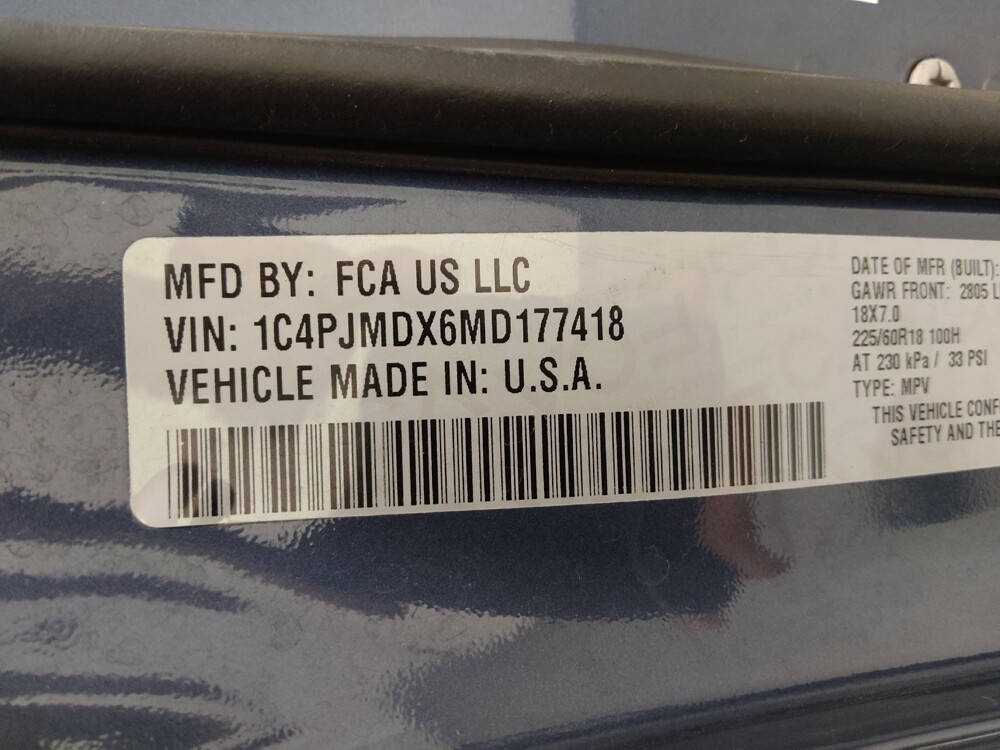 MFD BY: FCA US LLC
VIN: 1C4PJMDX6MD177418
VEHICLE MADE IN: U.S.A.
DATE OF MFR (BUILT):
GAWR FRONT: 2805 L
18X7.0
225/60R18 100H
AT 230 kPa / 33 PSI
TYPE: MPV
THIS VEHICLE CONF
SAFETY AND THE